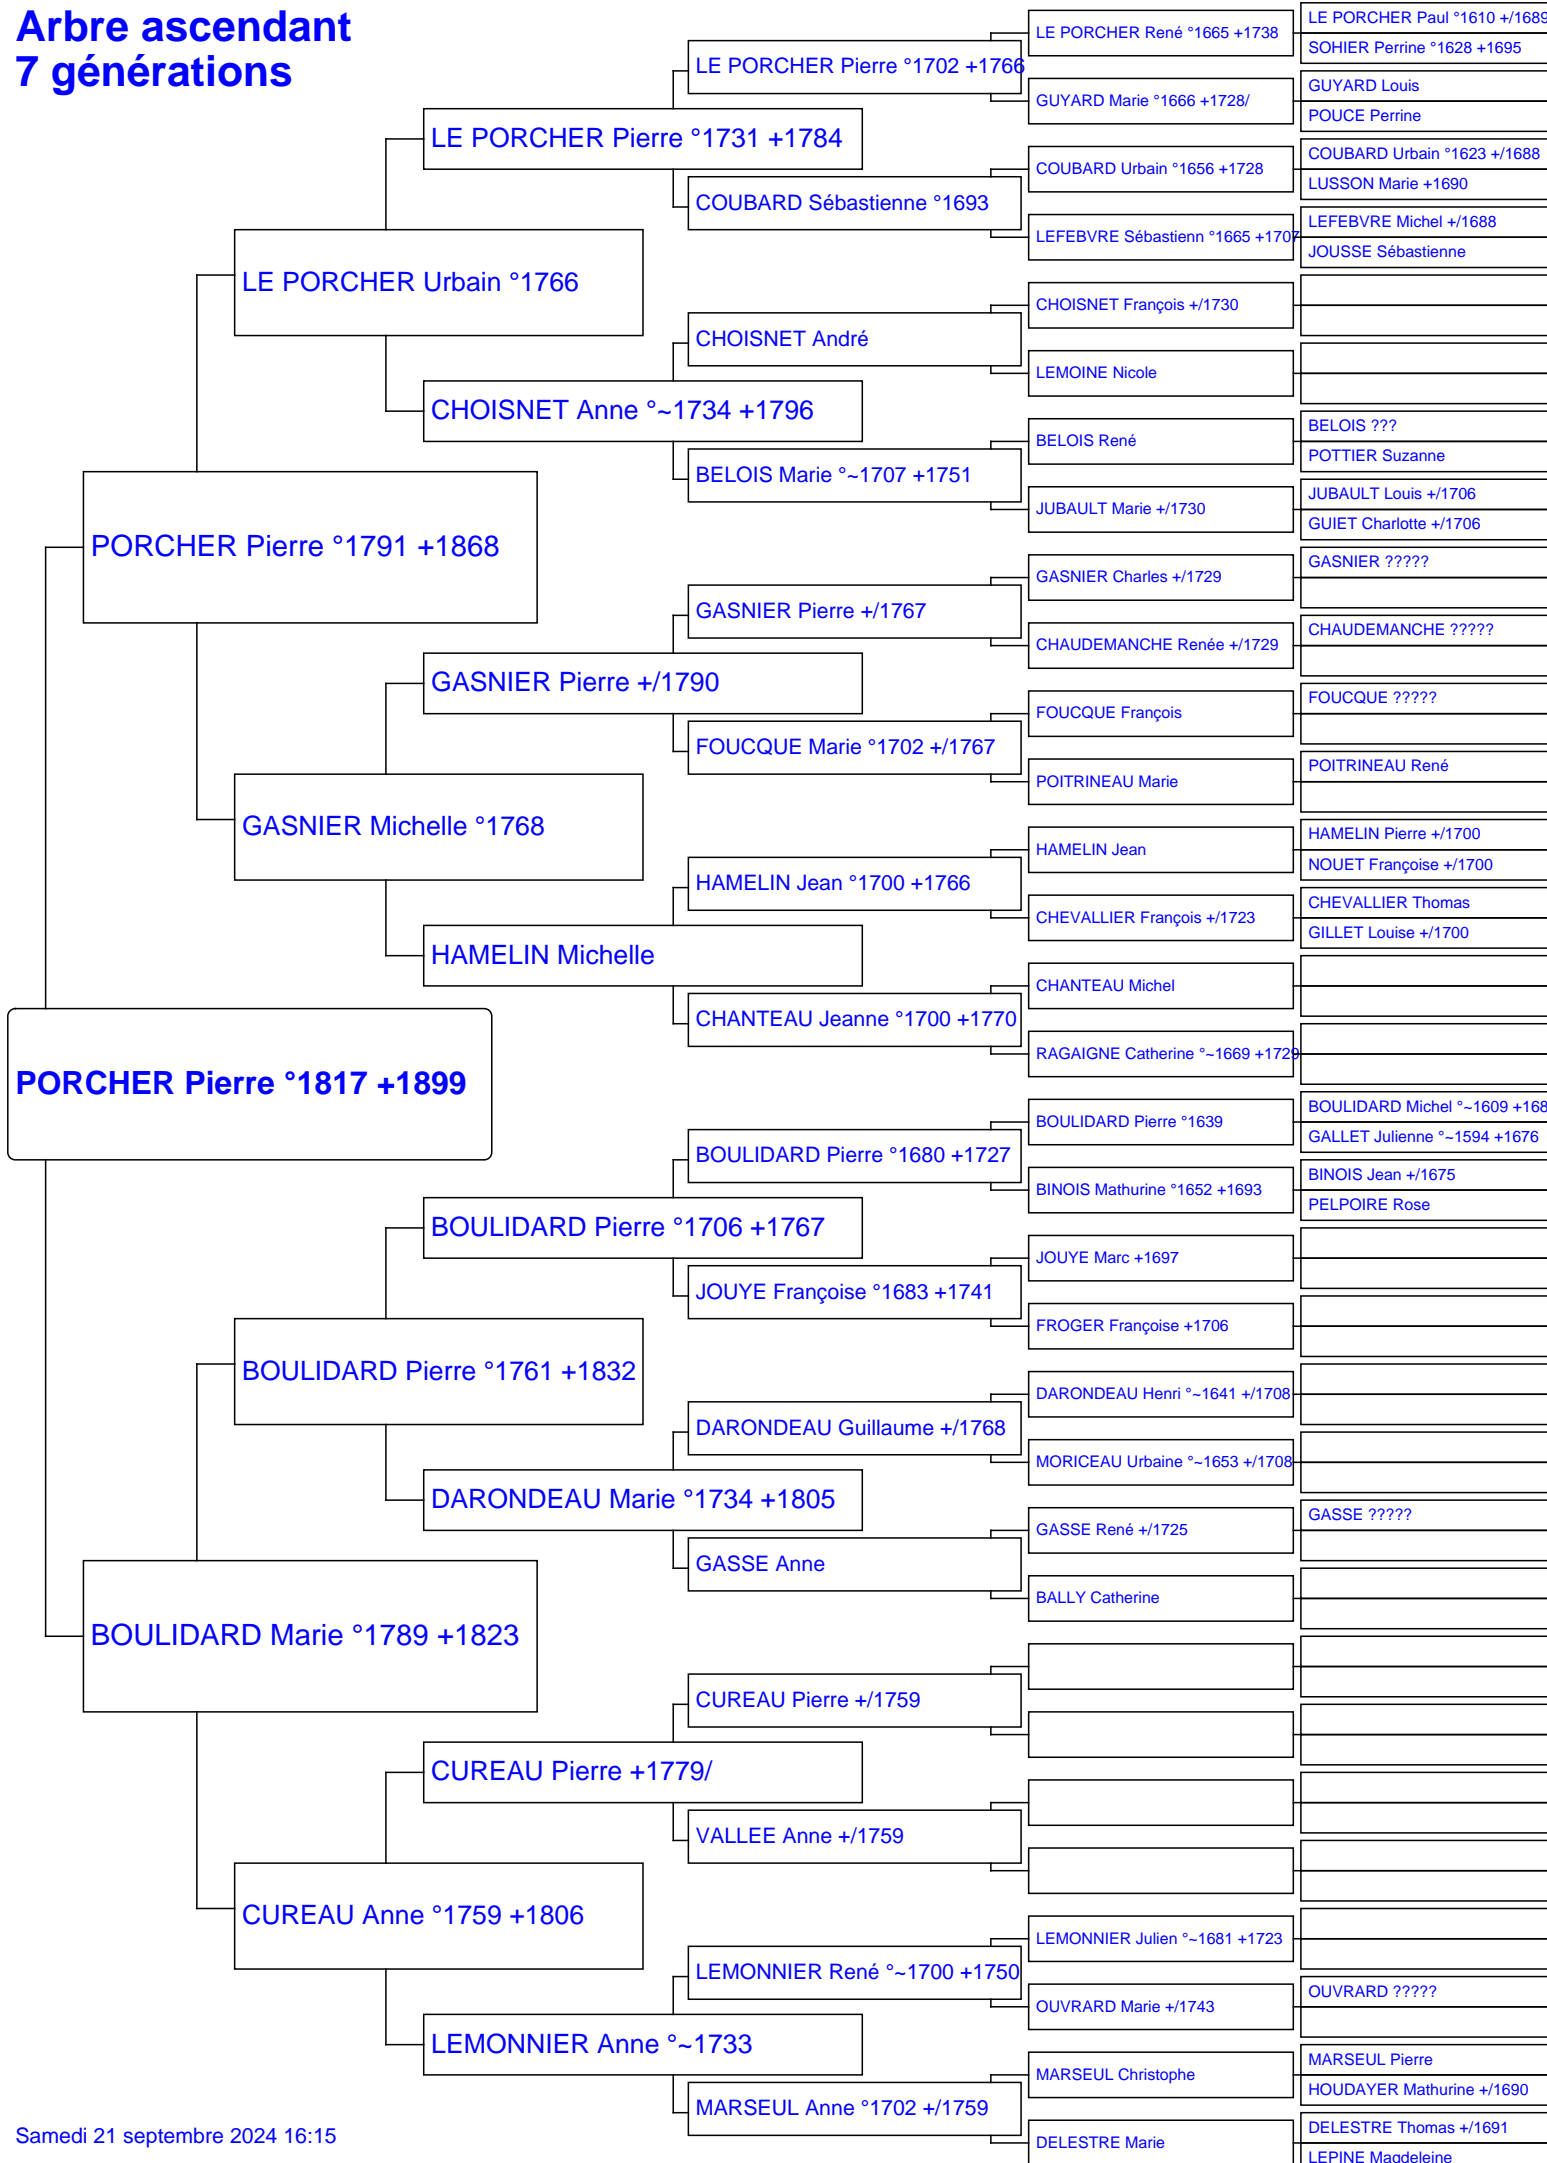 Arbre ascendant
7 générations
PORCHER Pierre °1817 +1899
PORCHER Pierre °1791 +1868
BOULIDARD Marie °1789 +1823
LE PORCHER Urbain °1766
GASNIER Michelle °1768
BOULIDARD Pierre °1761 +1832
CUREAU Anne °1759 +1806
LE PORCHER Pierre °1731 +1784
CHOISNET Anne °~1734 +1796
GASNIER Pierre +/1790
HAMELIN Michelle
BOULIDARD Pierre °1706 +1767
DARONDEAU Marie °1734 +1805
CUREAU Pierre +1779/
LEMONNIER Anne °~1733
LE PORCHER Pierre °1702 +1766
COUBARD Sébastienne °1693
CHOISNET André
BELOIS Marie °~1707 +1751
GASNIER Pierre +/1767
FOUCQUE Marie °1702 +/1767
HAMELIN Jean °1700 +1766
CHANTEAU Jeanne °1700 +1770
BOULIDARD Pierre °1680 +1727
JOUYE Françoise °1683 +1741
DARONDEAU Guillaume +/1768
GASSE Anne
CUREAU Pierre +/1759
VALLEE Anne +/1759
LEMONNIER René °~1700 +1750
MARSEUL Anne °1702 +/1759
LE PORCHER René °1665 +1738
GUYARD Marie °1666 +1728/
COUBARD Urbain °1656 +1728
LEFEBVRE Sébastienn °1665 +1707
CHOISNET François +/1730
LEMOINE Nicole
BELOIS René
JUBAULT Marie +/1730
GASNIER Charles +/1729
CHAUDEMANCHE Renée +/1729
FOUCQUE François
POITRINEAU Marie
HAMELIN Jean
CHEVALLIER François +/1723
CHANTEAU Michel
RAGAIGNE Catherine °~1669 +1729
BOULIDARD Pierre °1639
BINOIS Mathurine °1652 +1693
JOUYE Marc +1697
FROGER Françoise +1706
DARONDEAU Henri °~1641 +/1708
MORICEAU Urbaine °~1653 +/1708
GASSE René +/1725
BALLY Catherine
LEMONNIER Julien °~1681 +1723
OUVRARD Marie +/1743
MARSEUL Christophe
DELESTRE Marie
LE PORCHER Paul °1610 +/1689
SOHIER Perrine °1628 +1695
GUYARD Louis
POUCE Perrine
COUBARD Urbain °1623 +/1688
LUSSON Marie +1690
LEFEBVRE Michel +/1688
JOUSSE Sébastienne
BELOIS ???
POTTIER Suzanne
JUBAULT Louis +/1706
GUIET Charlotte +/1706
GASNIER ?????
CHAUDEMANCHE ?????
FOUCQUE ?????
POITRINEAU René
HAMELIN Pierre +/1700
NOUET Françoise +/1700
CHEVALLIER Thomas
GILLET Louise +/1700
BOULIDARD Michel °~1609 +168
GALLET Julienne °~1594 +1676
BINOIS Jean +/1675
PELPOIRE Rose
GASSE ?????
OUVRARD ?????
MARSEUL Pierre
HOUDAYER Mathurine +/1690
DELESTRE Thomas +/1691
LEPINE Magdeleine
Samedi 21 septembre 2024 16:15